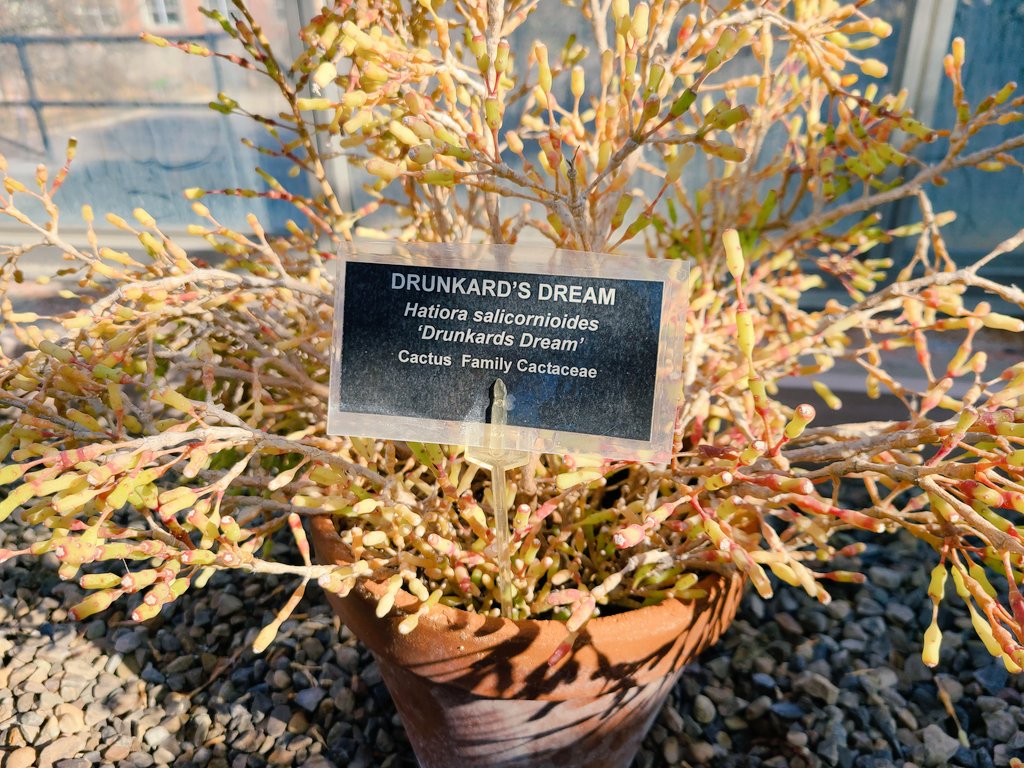 DRUNKARD'S DREAM
Hatiora salicornioides
'Drunkards Dream'
Cactus Family Cactaceae